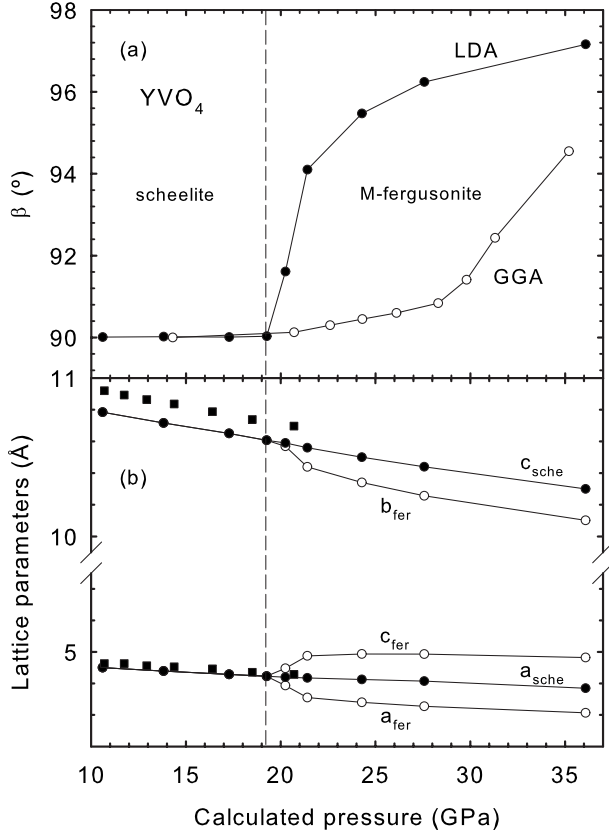 98
(a)
LDA
96
YVO₄
94
scheelite
M-fergusonite
β (º)
92
GGA
90
11
c_sche
(b)
b_fer
10
Lattice parameters (Å)
c_fer
5
a_sche
a_fer
10 15 20 25 30 35
Calculated pressure (GPa)